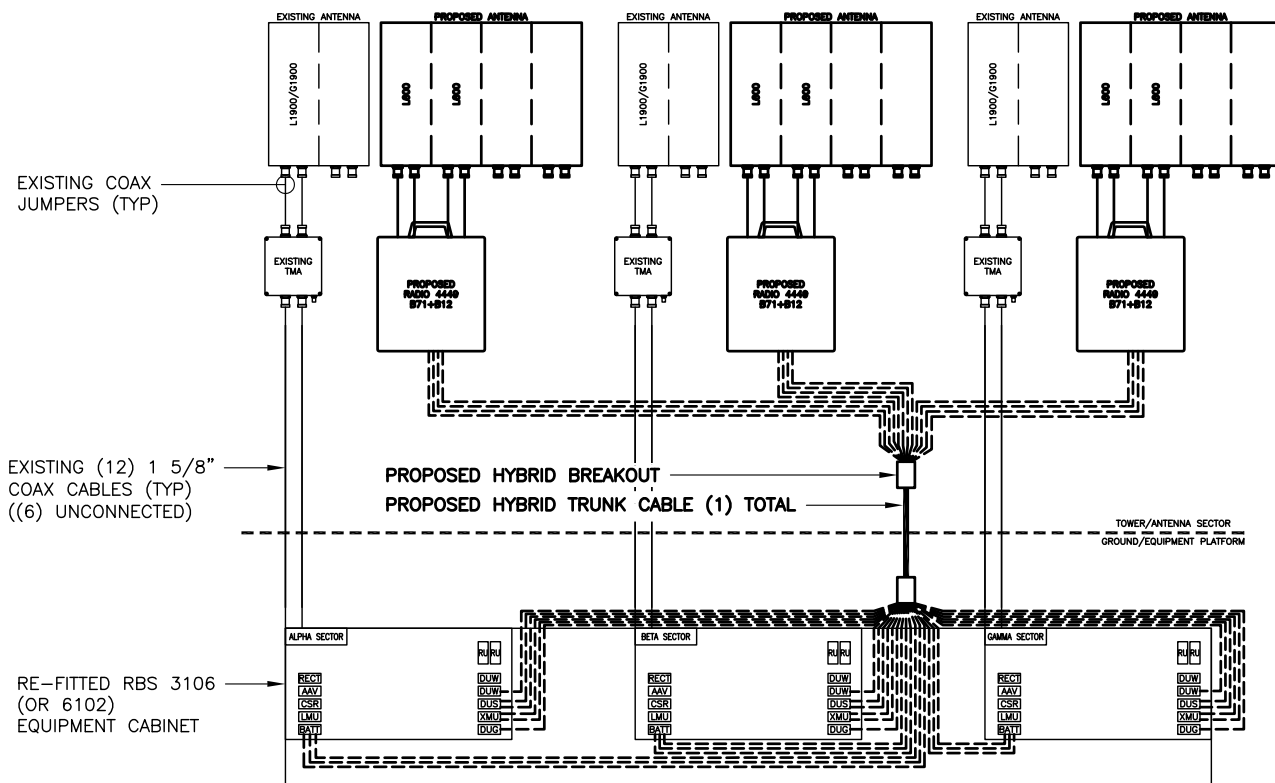 EXISTING ANTENNA
PROPOSED ANTENNA
EXISTING ANTENNA
PROPOSED ANTENNA
EXISTING ANTENNA
PROPOSED ANTENNA
L1900/G1900
L600
L600
L1900/G1900
L600
L600
L1900/G1900
L600
L600
EXISTING COAX
JUMPERS (TYP)
EXISTING
TMA
PROPOSED
RADIO 4449
B71+B12
EXISTING
TMA
PROPOSED
RADIO 4449
B71+B12
EXISTING
TMA
PROPOSED
RADIO 4449
B71+B12
EXISTING (12) 1 5/8"
COAX CABLES (TYP)
((6) UNCONNECTED)
PROPOSED HYBRID BREAKOUT
PROPOSED HYBRID TRUNK CABLE (1) TOTAL
TOWER/ANTENNA SECTOR
GROUND/EQUIPMENT PLATFORM
RE-FITTED RBS 3106
(OR 6102)
EQUIPMENT CABINET
ALPHA SECTOR
RU RU
RECT
AAV
CSR
LMU
BATT
DUW
DUW
DUS
XMU
DUG
BETA SECTOR
RU RU
RECT
AAV
CSR
LMU
BATT
DUW
DUW
DUS
XMU
DUG
GAMMA SECTOR
RU RU
RECT
AAV
CSR
LMU
BATT
DUW
DUW
DUS
XMU
DUG